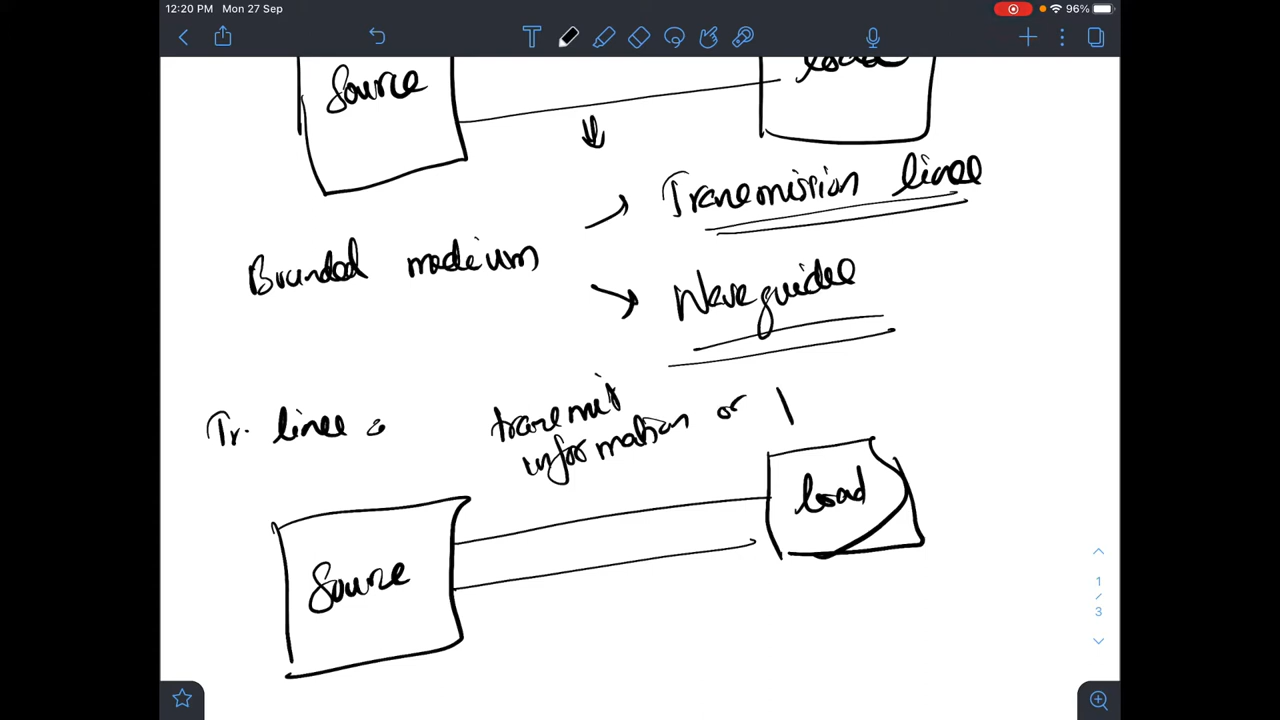 12:20 PM Mon 27 Sep
96%
Source
load
Transmission lines
Bounded medium
Waveguides
Tr. lines
transmit
information or
load
Source
1
/
3